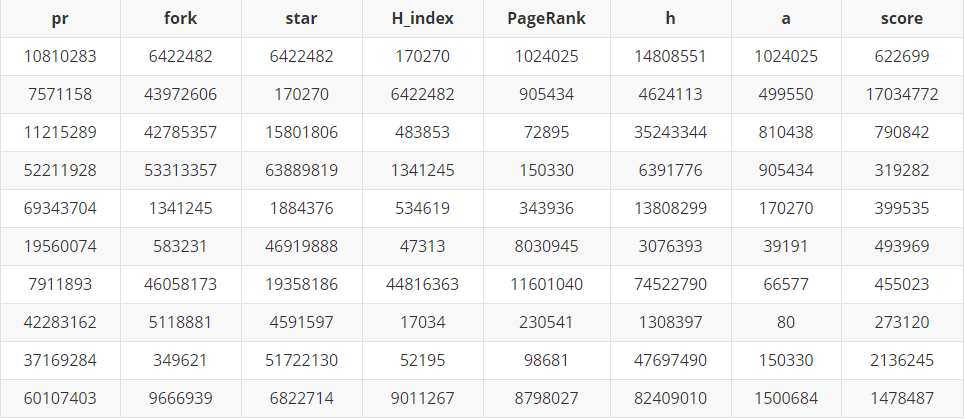 pr fork star H_index PageRank h a score
10810283 6422482 6422482 170270 1024025 14808551 1024025 622699
7571158 43972606 170270 6422482 905434 4624113 499550 17034772
11215289 42785357 15801806 483853 72895 35243344 810438 790842
52211928 53313357 63889819 1341245 150330 6391776 905434 319282
69343704 1341245 1884376 534619 343936 13808299 170270 399535
19560074 583231 46919888 47313 8030945 3076393 39191 493969
7911893 46058173 19358186 44816363 11601040 74522790 66577 455023
42283162 5118881 4591597 17034 230541 1308397 80 273120
37169284 349621 51722130 52195 98681 47697490 150330 2136245
60107403 9666939 6822714 9011267 8798027 82409010 1500684 1478487